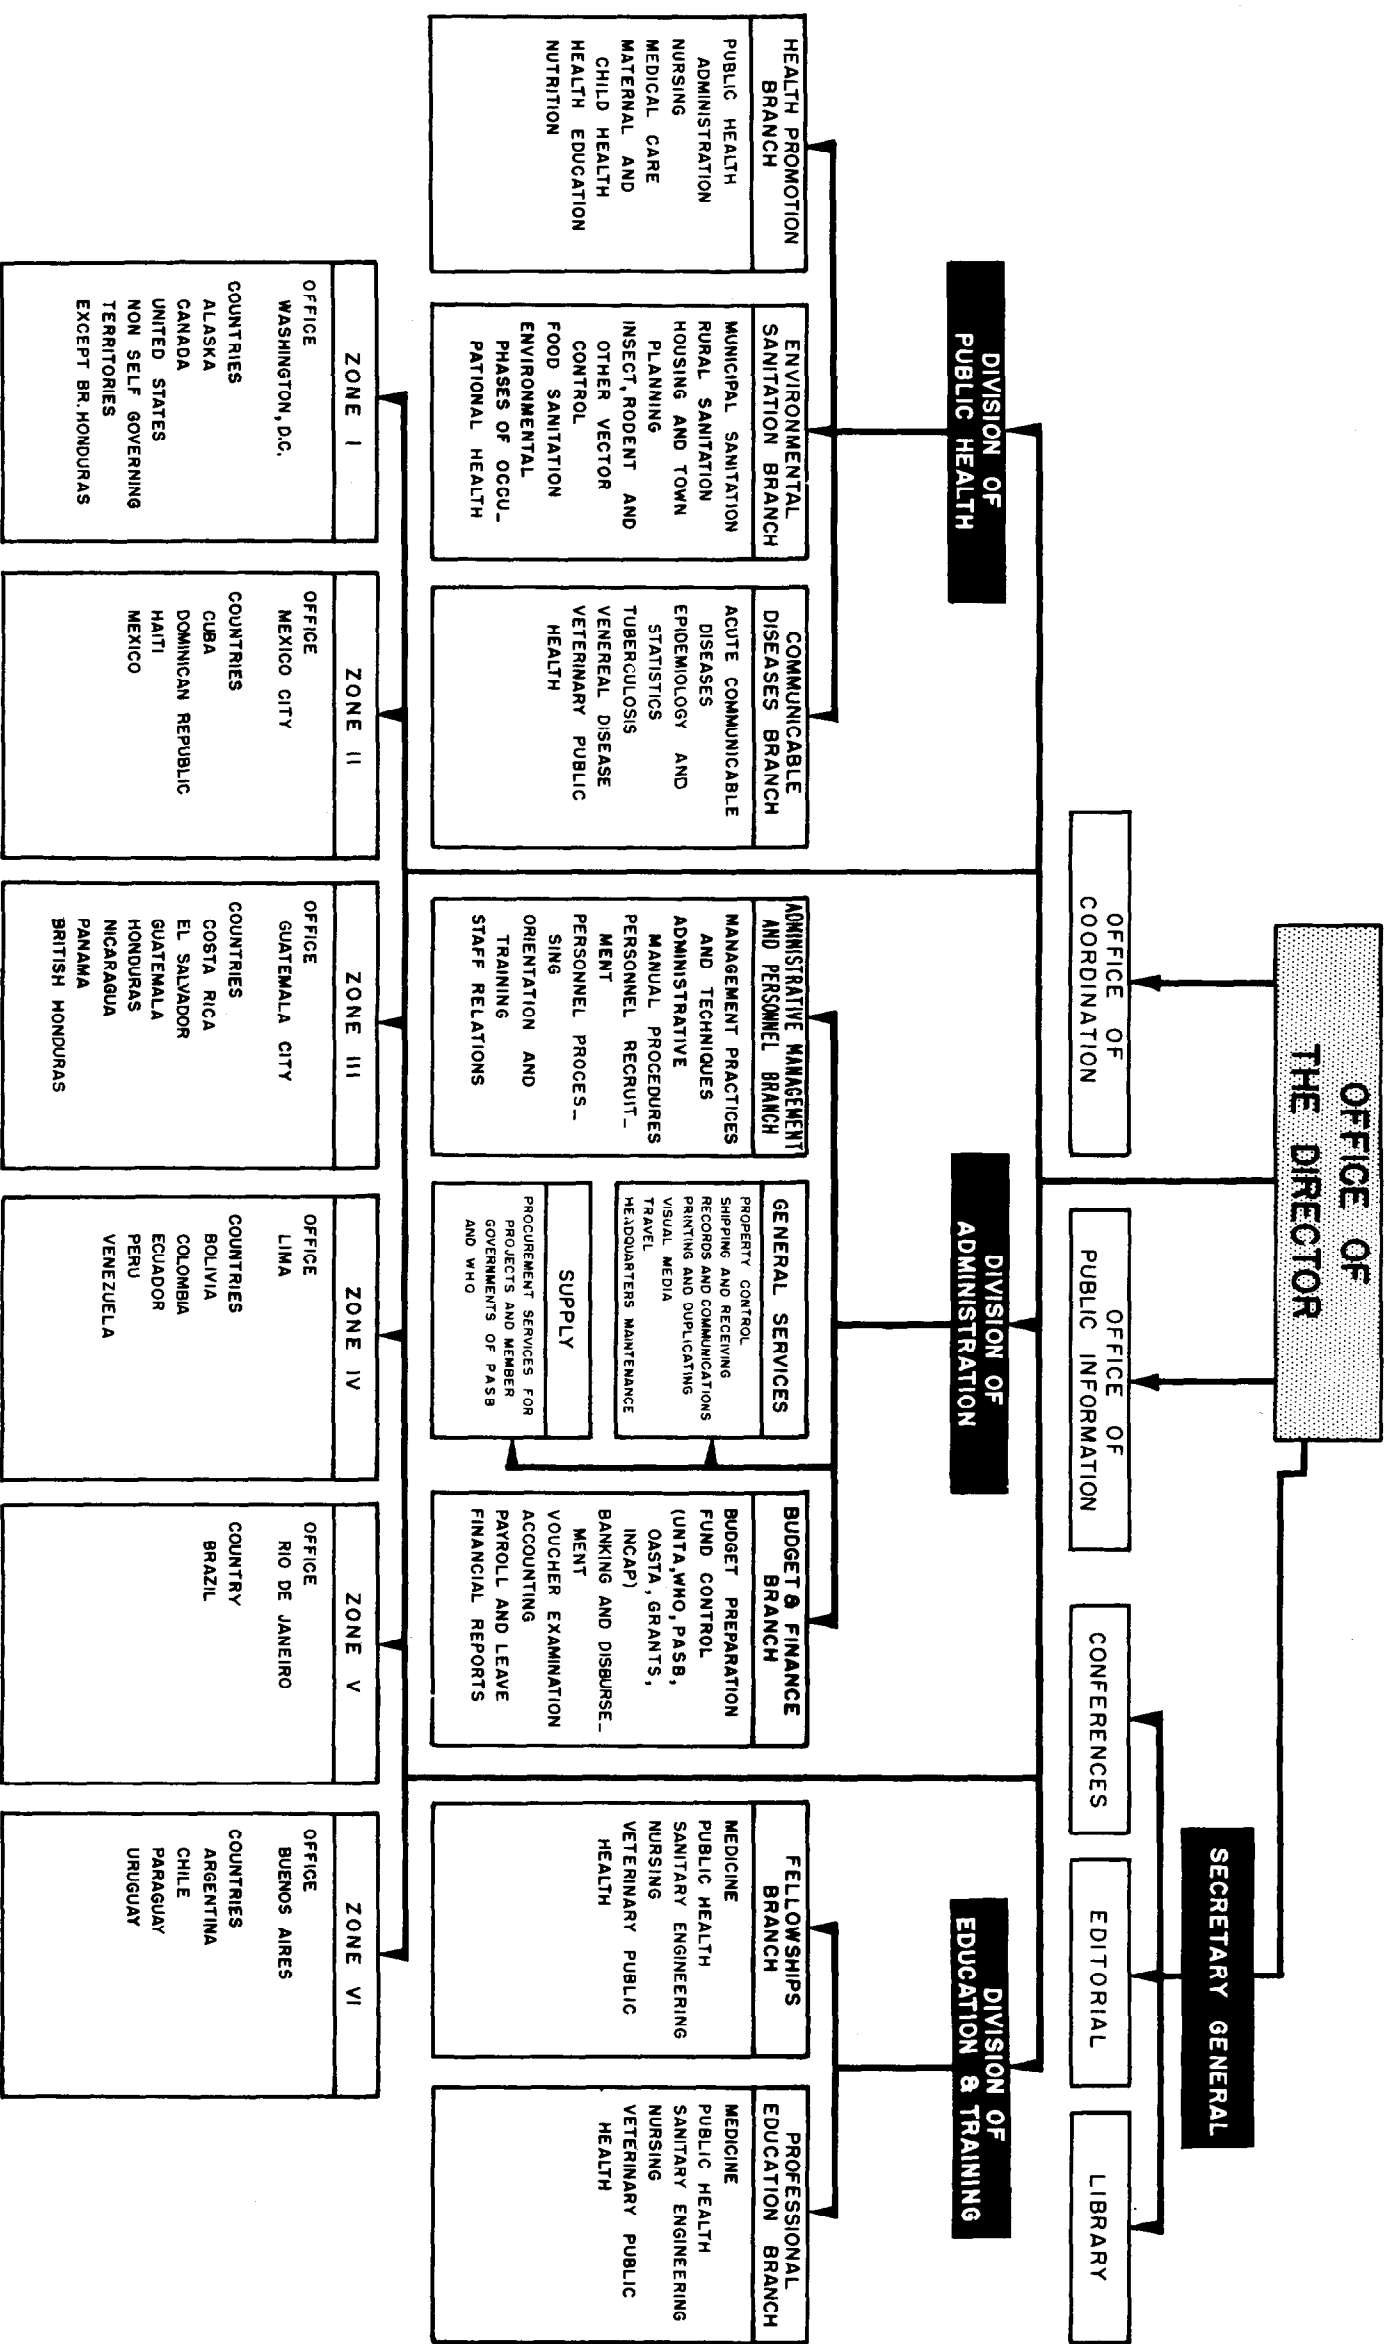 OFFICE OF
THE DIRECTOR
OFFICE OF
COORDINATION
OFFICE OF
PUBLIC INFORMATION
SECRETARY GENERAL
CONFERENCES
EDITORIAL
LIBRARY
DIVISION OF
PUBLIC HEALTH
DIVISION OF
ADMINISTRATION
DIVISION OF
EDUCATION & TRAINING
HEALTH PROMOTION
BRANCH
PUBLIC HEALTH
ADMINISTRATION
NURSING
MEDICAL CARE
MATERNAL AND
CHILD HEALTH
HEALTH EDUCATION
NUTRITION
ENVIRONMENTAL
SANITATION BRANCH
MUNICIPAL SANITATION
RURAL SANITATION
HOUSING AND TOWN
PLANNING
INSECT, RODENT AND
OTHER VECTOR
CONTROL
FOOD SANITATION
ENVIRONMENTAL
PHASES OF OCCU-
PATIONAL HEALTH
COMMUNICABLE
DISEASES BRANCH
ACUTE COMMUNICABLE
DISEASES
EPIDEMIOLOGY AND
STATISTICS
TUBERCULOSIS
VENEREAL DISEASE
VETERINARY PUBLIC
HEALTH
ADMINISTRATIVE MANAGEMENT
AND PERSONNEL BRANCH
MANAGEMENT PRACTICES
AND TECHNIQUES
ADMINISTRATIVE
MANUAL PROCEDURES
PERSONNEL RECRUIT-
MENT
PERSONNEL PROCES-
SING
ORIENTATION AND
TRAINING
STAFF RELATIONS
GENERAL SERVICES
PROPERTY CONTROL
SHIPPING AND RECEIVING
RECORDS AND COMMUNICATIONS
PRINTING AND DUPLICATING
VISUAL MEDIA
TRAVEL
HEADQUARTERS MAINTENANCE
SUPPLY
PROCUREMENT SERVICES FOR
PROJECTS AND MEMBER
GOVERNMENTS OF PASB
AND WHO
BUDGET & FINANCE
BRANCH
BUDGET PREPARATION
FUND CONTROL
(UNTA, WHO, PASB,
OASTA, GRANTS,
INCAP)
BANKING AND DISBURSE-
MENT
VOUCHER EXAMINATION
ACCOUNTING
PAYROLL AND LEAVE
FINANCIAL REPORTS
FELLOWSHIPS
BRANCH
MEDICINE
PUBLIC HEALTH
SANITARY ENGINEERING
NURSING
VETERINARY PUBLIC
HEALTH
PROFESSIONAL
EDUCATION BRANCH
MEDICINE
PUBLIC HEALTH
SANITARY ENGINEERING
NURSING
VETERINARY PUBLIC
HEALTH
ZONE I
OFFICE
WASHINGTON, D.C.
COUNTRIES
ALASKA
CANADA
UNITED STATES
NON SELF GOVERNING
TERRITORIES
EXCEPT BR. HONDURAS
ZONE II
OFFICE
MEXICO CITY
COUNTRIES
CUBA
DOMINICAN REPUBLIC
HAITI
MEXICO
ZONE III
OFFICE
GUATEMALA CITY
COUNTRIES
COSTA RICA
EL SALVADOR
GUATEMALA
HONDURAS
NICARAGUA
PANAMA
BRITISH HONDURAS
ZONE IV
OFFICE
LIMA
COUNTRIES
BOLIVIA
COLOMBIA
ECUADOR
PERU
VENEZUELA
ZONE V
OFFICE
RIO DE JANEIRO
COUNTRY
BRAZIL
ZONE VI
OFFICE
BUENOS AIRES
COUNTRIES
ARGENTINA
CHILE
PARAGUAY
URUGUAY